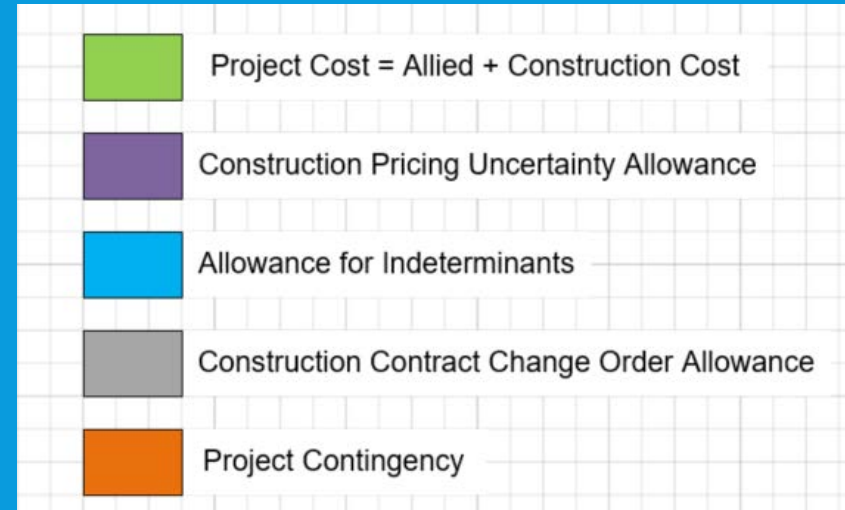 Project Cost = Allied + Construction Cost
Construction Pricing Uncertainty Allowance
Allowance for Indeterminants
Construction Contract Change Order Allowance
Project Contingency